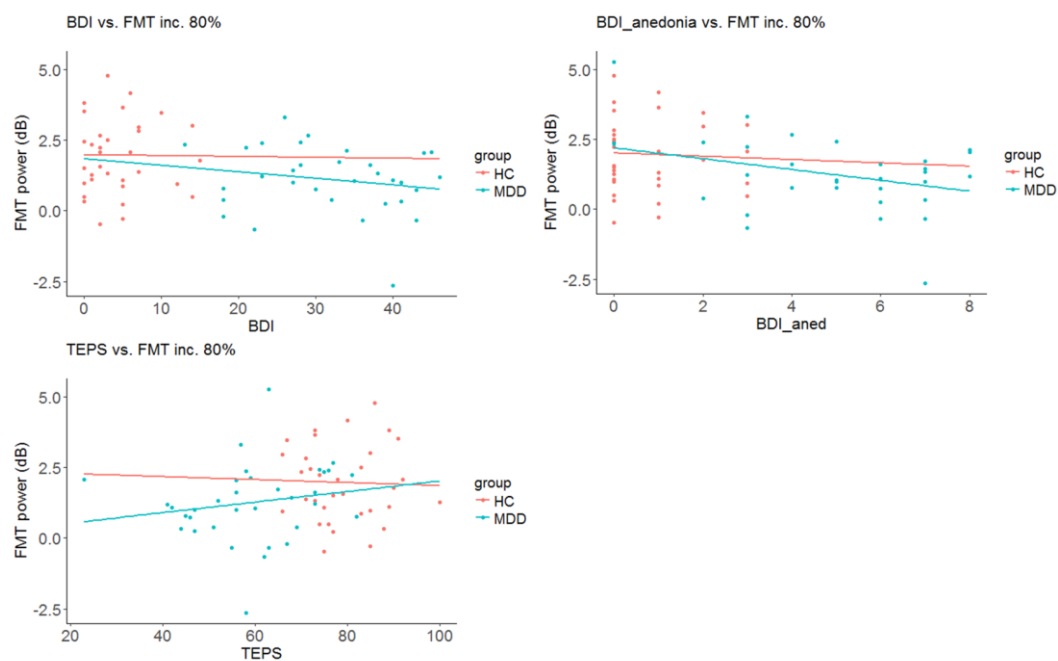 BDI vs. FMT inc. 80%
FMT power (dB)
5.0
2.5
0.0
-2.5
0 10 20 30 40
BDI
group
HC
MDD
BDI_anedonia vs. FMT inc. 80%
FMT power (dB)
5.0
2.5
0.0
-2.5
0 2 4 6 8
BDI_aned
group
HC
MDD
TEPS vs. FMT inc. 80%
FMT power (dB)
5.0
2.5
0.0
-2.5
20 40 60 80 100
TEPS
group
HC
MDD